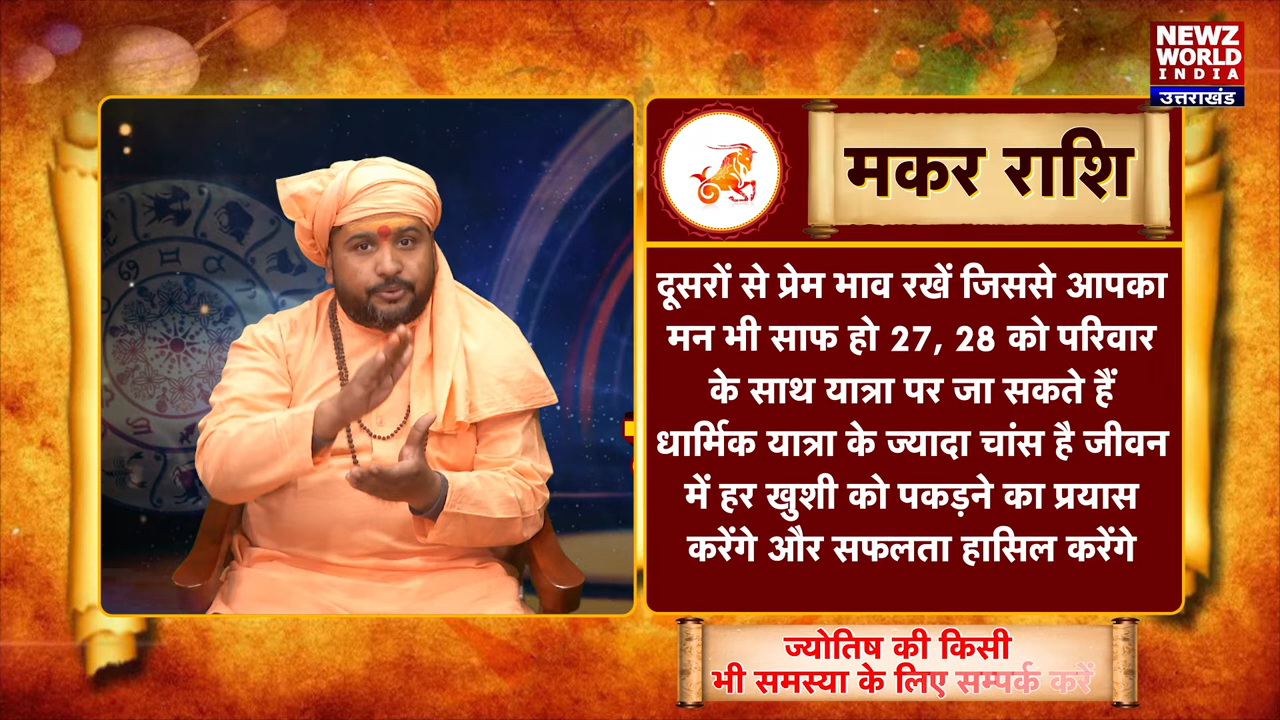 NEWZ
WORLD
INDIA
उत्तराखंड
मकर राशि
दूसरों से प्रेम भाव रखें जिससे आपका
मन भी साफ हो 27, 28 को परिवार
के साथ यात्रा पर जा सकते हैं
धार्मिक यात्रा के ज्यादा चांस है जीवन
में हर खुशी को पकड़ने का प्रयास
करेंगे और सफलता हासिल करेंगे
ज्योतिष की किसी
भी समस्या के लिए सम्पर्क करें